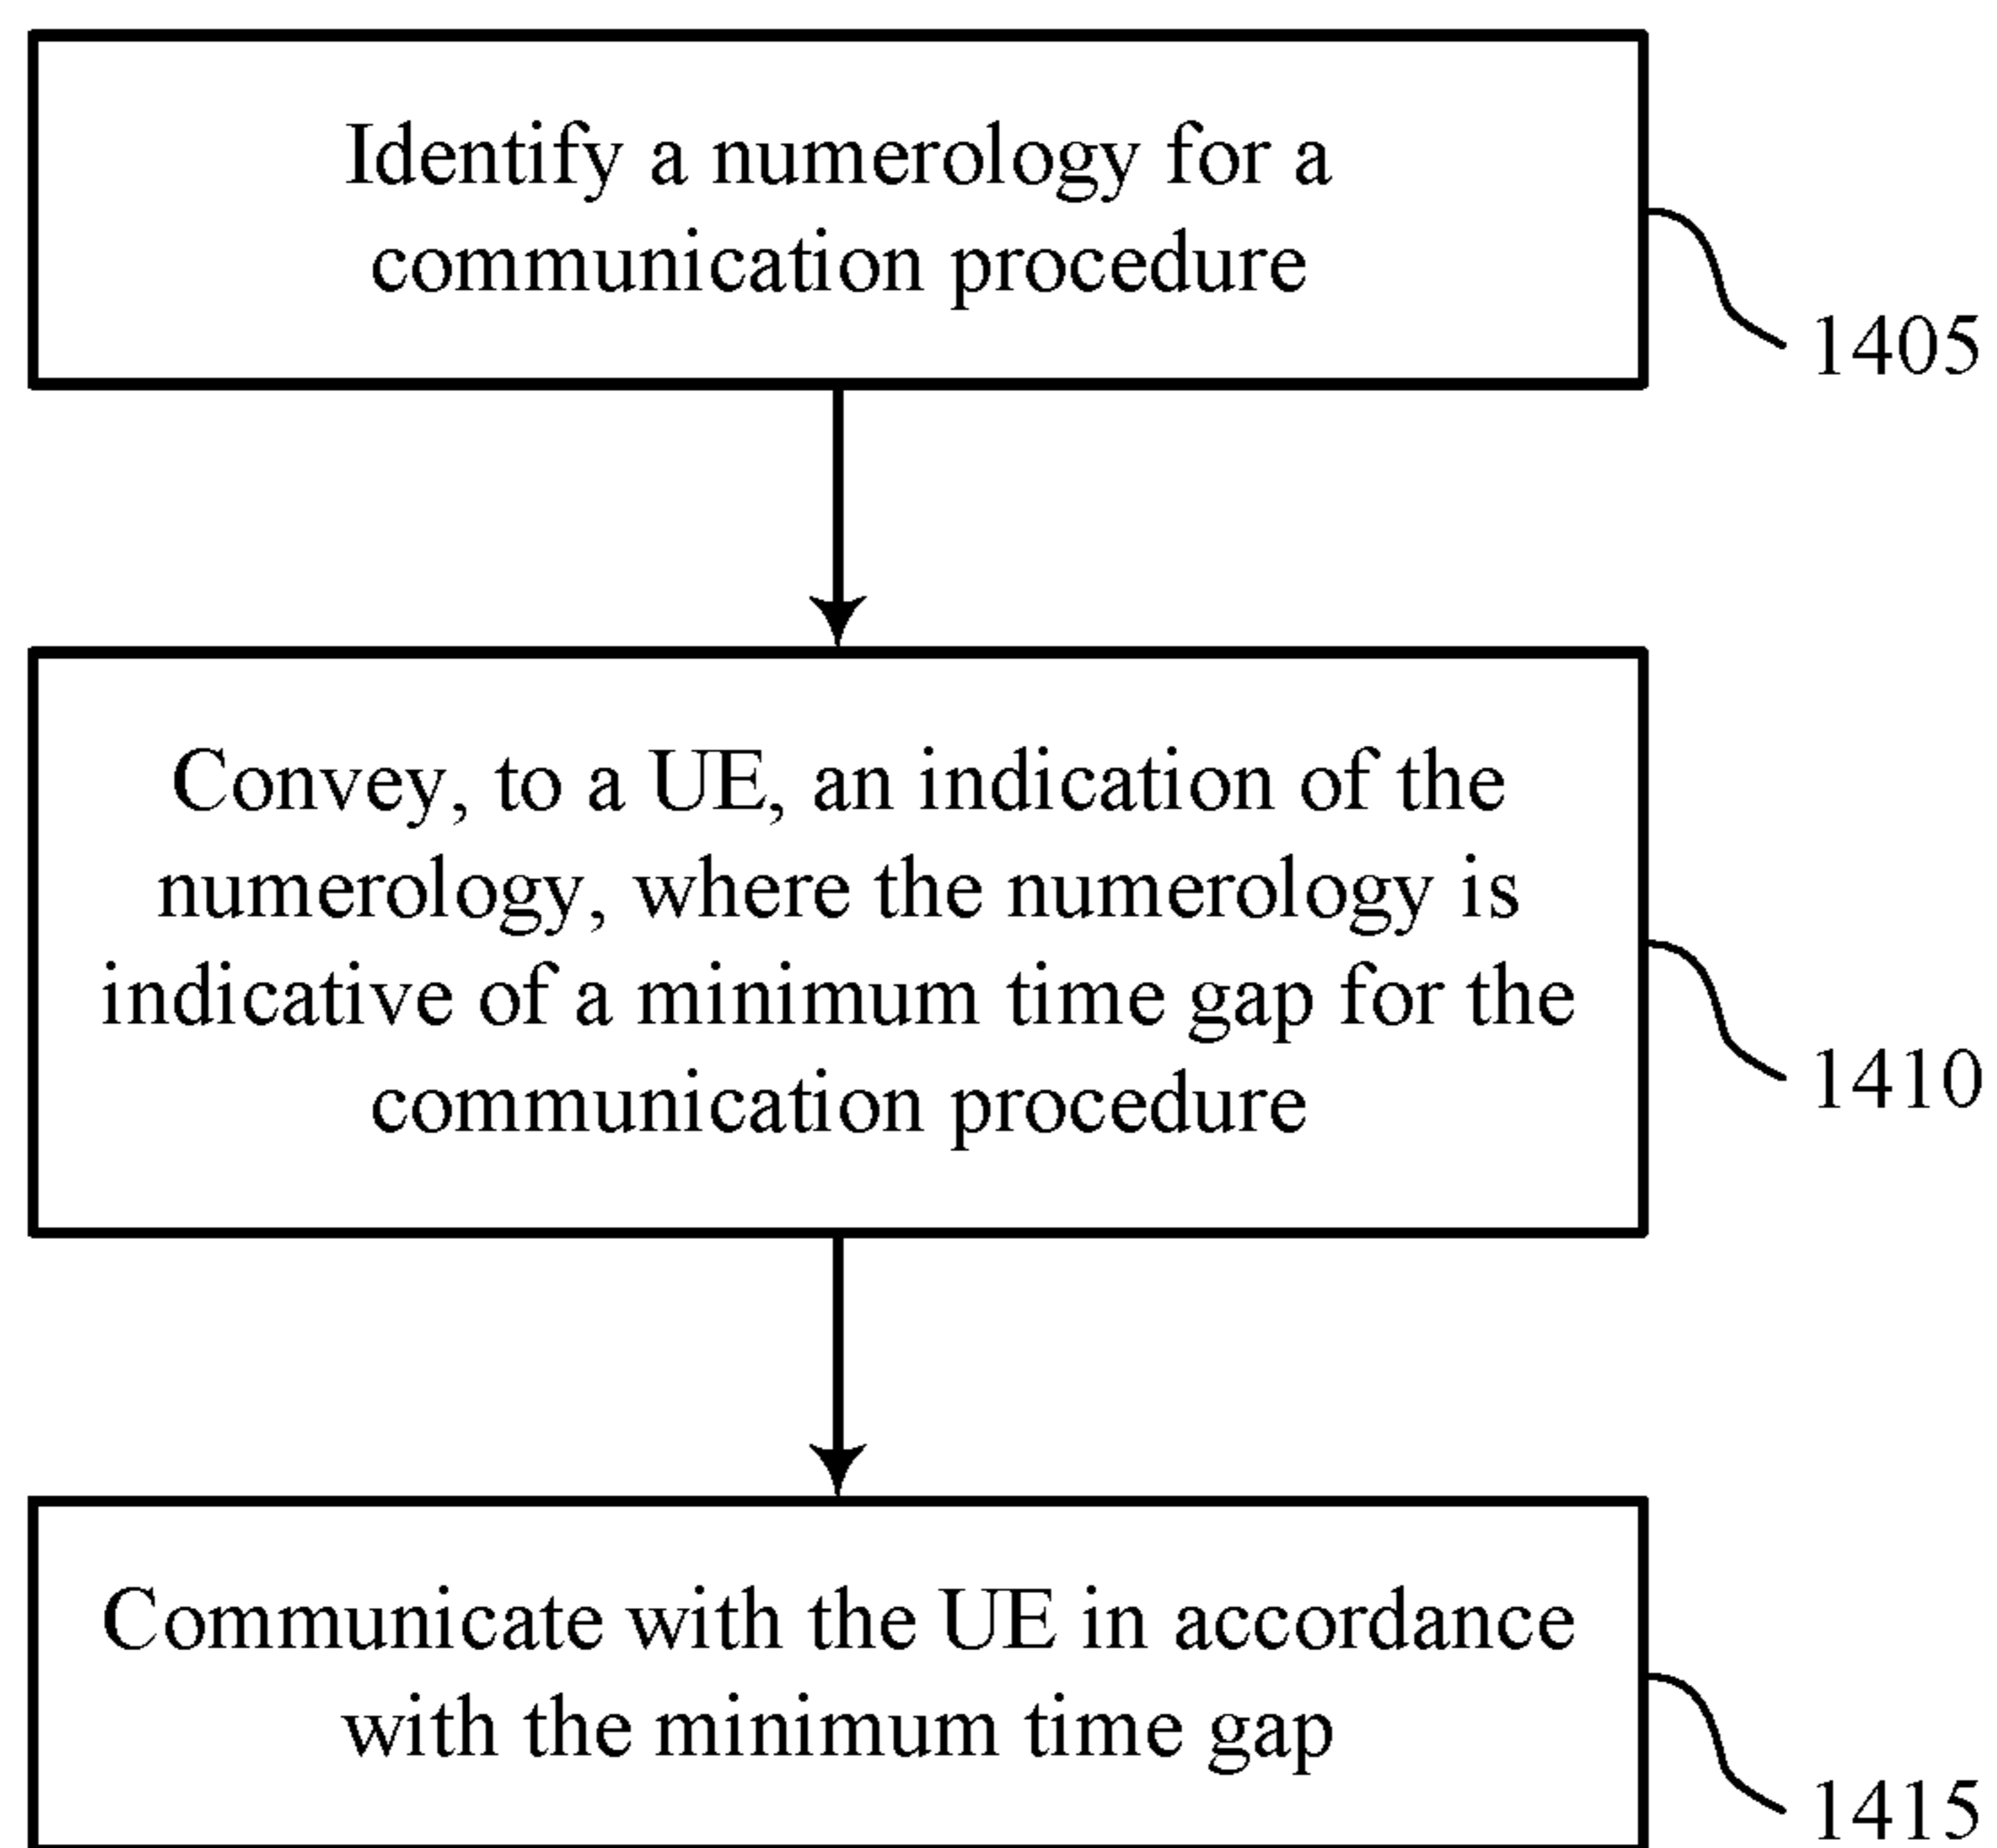 Identify a numerology for a
communication procedure
1405
Convey, to a UE, an indication of the
numerology, where the numerology is
indicative of a minimum time gap for the
communication procedure
1410
Communicate with the UE in accordance
with the minimum time gap
1415